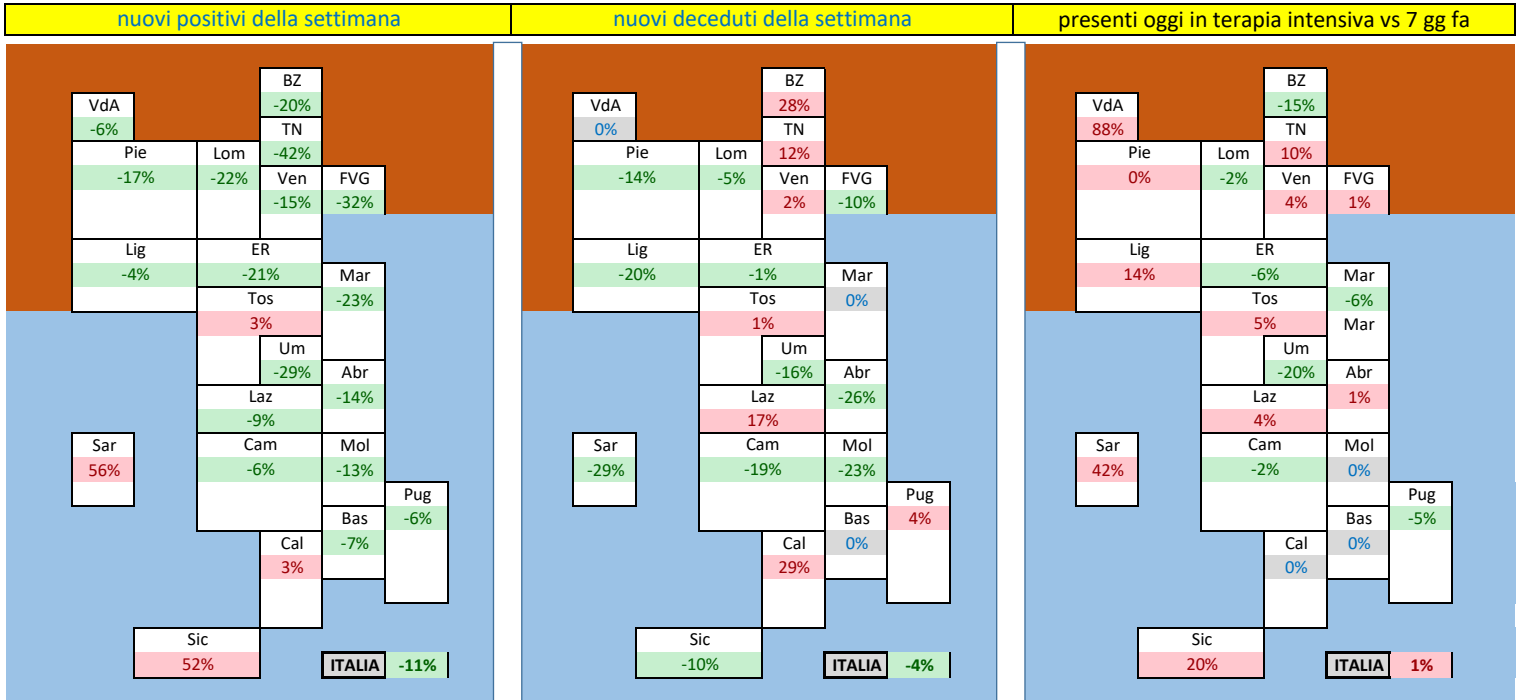 nuovi positivi della settimana
BZ
-20%
VdA
-6%
TN
-42%
Pie
-17%
Lom
-22%
Ven
-15%
FVG
-32%
Lig
-4%
ER
-21%
Mar
-23%
Tos
3%
Um
-29%
Abr
-14%
Laz
-9%
Sar
56%
Cam
-6%
Mol
-13%
Pug
-6%
Bas
-7%
Cal
3%
Sic
52%
ITALIA -11%
nuovi deceduti della settimana
BZ
28%
VdA
0%
TN
12%
Pie
-14%
Lom
-5%
Ven
2%
FVG
-10%
Lig
-20%
ER
-1%
Mar
0%
Tos
1%
Um
-16%
Abr
-26%
Laz
17%
Sar
-29%
Cam
-19%
Mol
-23%
Pug
4%
Bas
0%
Cal
29%
Sic
-10%
ITALIA -4%
presenti oggi in terapia intensiva vs 7 gg fa
BZ
-15%
VdA
88%
TN
10%
Pie
0%
Lom
-2%
Ven
4%
FVG
1%
Lig
14%
ER
-6%
Mar
-6%
Tos
5%
Mar
Um
-20%
Abr
1%
Laz
4%
Sar
42%
Cam
-2%
Mol
0%
Pug
-5%
Bas
0%
Cal
0%
Sic
20%
ITALIA 1%